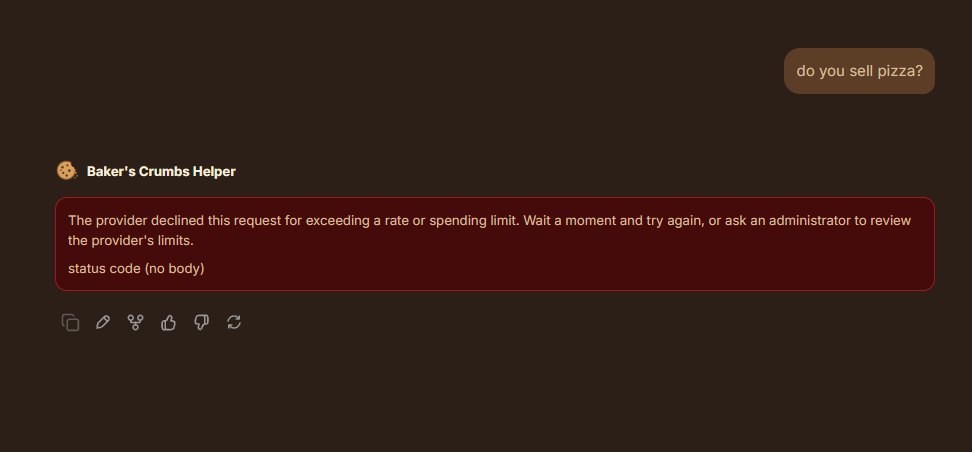 do you sell pizza?
Baker's Crumbs Helper
The provider declined this request for exceeding a rate or spending limit. Wait a moment and try again, or ask an administrator to review
the provider's limits.
status code (no body)